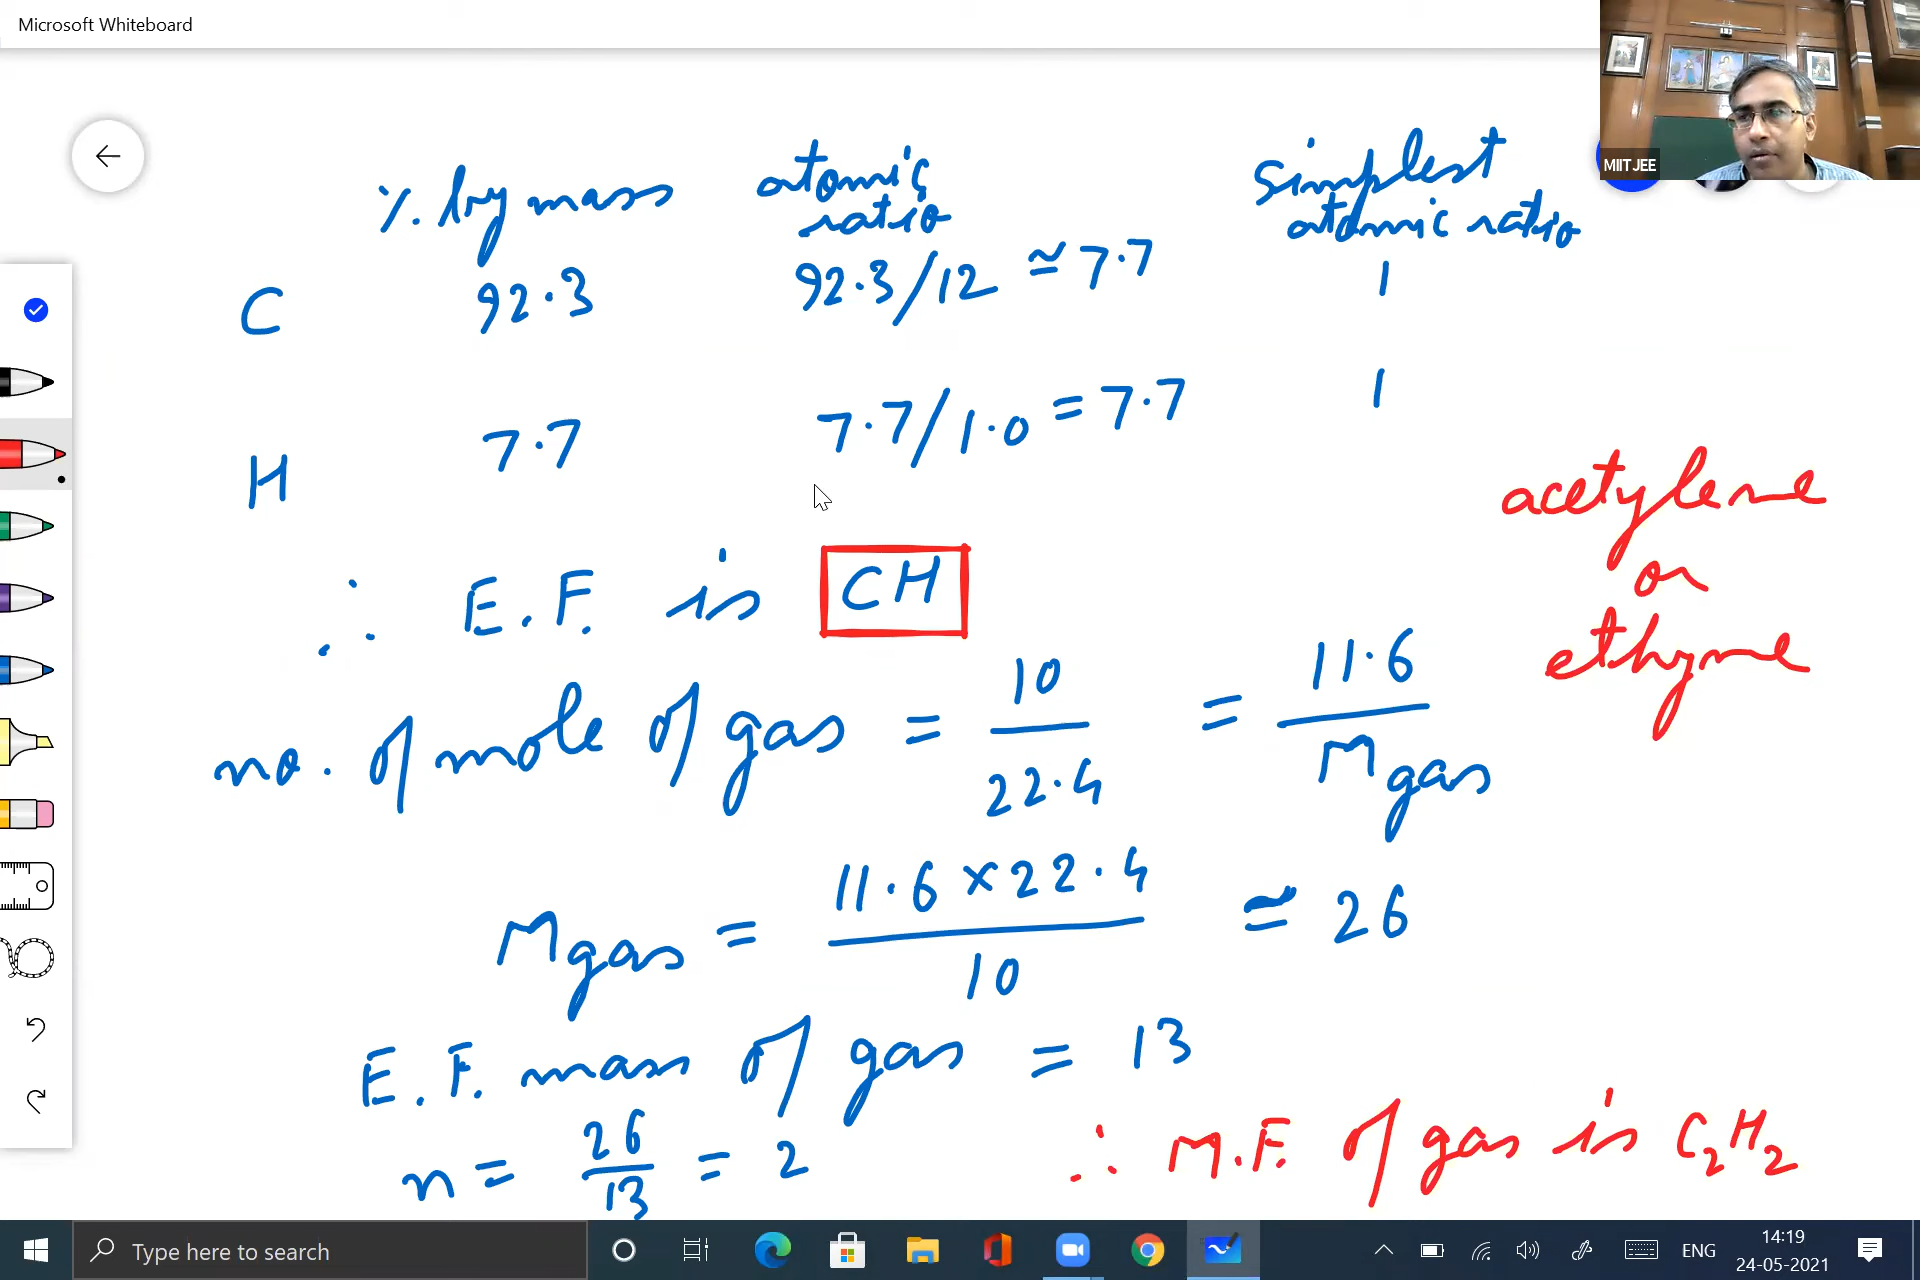 Microsoft Whiteboard
MIIT JEE
% by mass atomic ratio simplest atomic ratio
C 92.3 92.3/12 ≃ 7.7 1
H 7.7 7.7/1.0 = 7.7 1
acetylene
or
ethyne
∴ E.F. is CH
no. of mole of gas = 10/22.4 = 11.6/Mgas
Mgas = 11.6 × 22.4/10 ≃ 26
E.F. mass of gas = 13
n = 26/13 = 2
∴ M.F. of gas is C₂H₂
Type here to search
ENG
14:19
24-05-2021